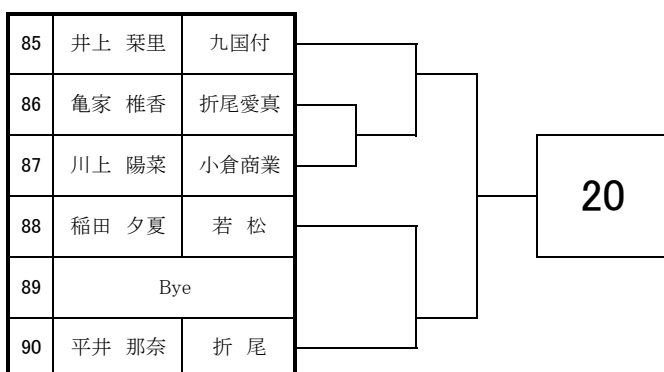 85 井上 栞里 九国付
86 亀家 椎香 折尾愛真
87 川上 陽菜 小倉商業
20
88 稲田 夕夏 若 松
89 Bye
90 平井 那奈 折 尾